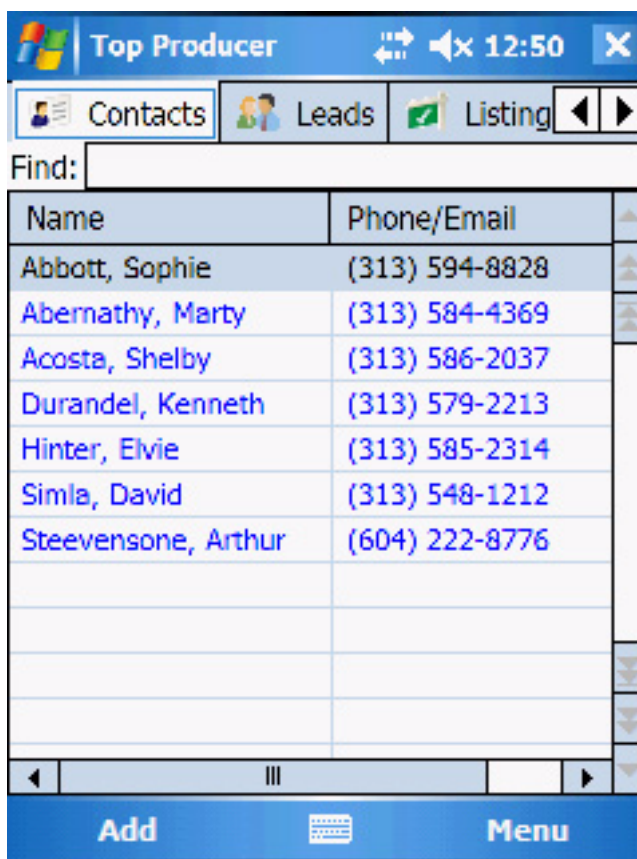 Top Producer 12:50
Contacts Leads Listing
Find:
Name Phone/Email
Abbott, Sophie (313) 594-8828
Abernathy, Marty (313) 584-4369
Acosta, Shelby (313) 586-2037
Durandel, Kenneth (313) 579-2213
Hinter, Elvie (313) 585-2314
Simla, David (313) 548-1212
Steevensone, Arthur (604) 222-8776
Add Menu